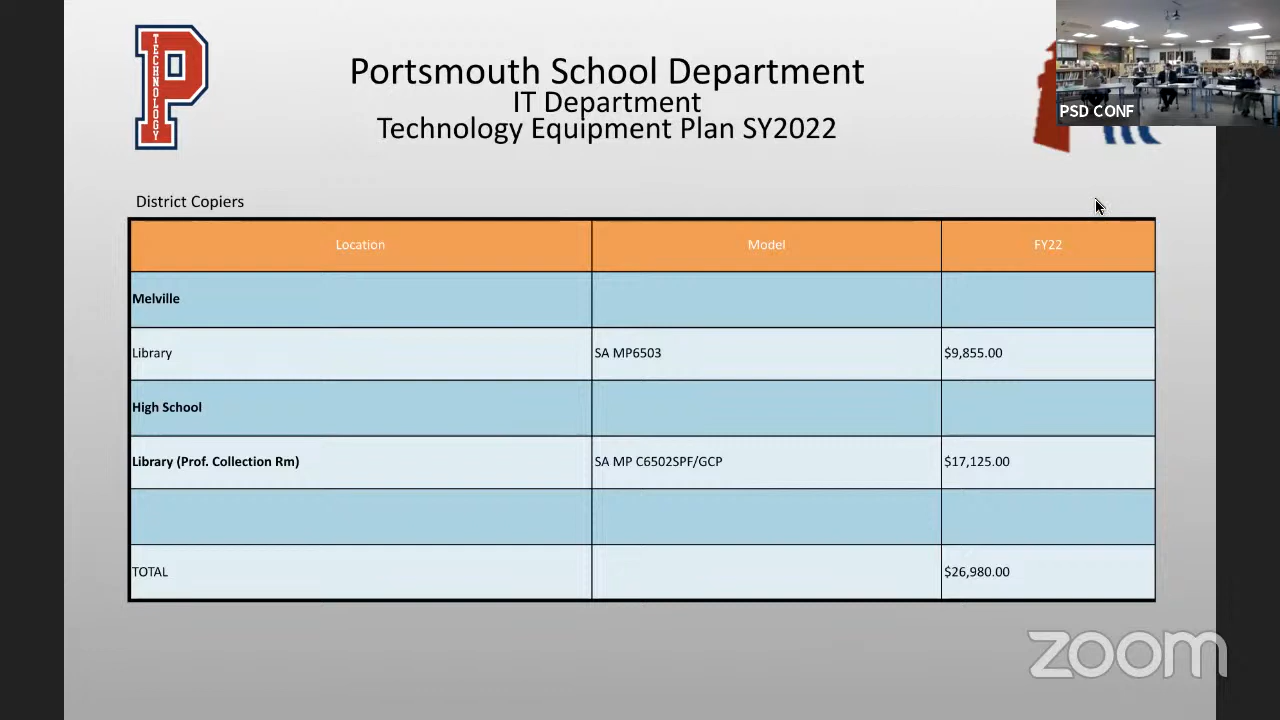 TECHNOLOGY
Portsmouth School Department
IT Department
Technology Equipment Plan SY2022
PSD CONF
District Copiers
Location Model FY22
Melville
Library SA MP6503 $9,855.00
High School
Library (Prof. Collection Rm) SA MP C6502SPF/GCP $17,125.00
TOTAL $26,980.00
zoom